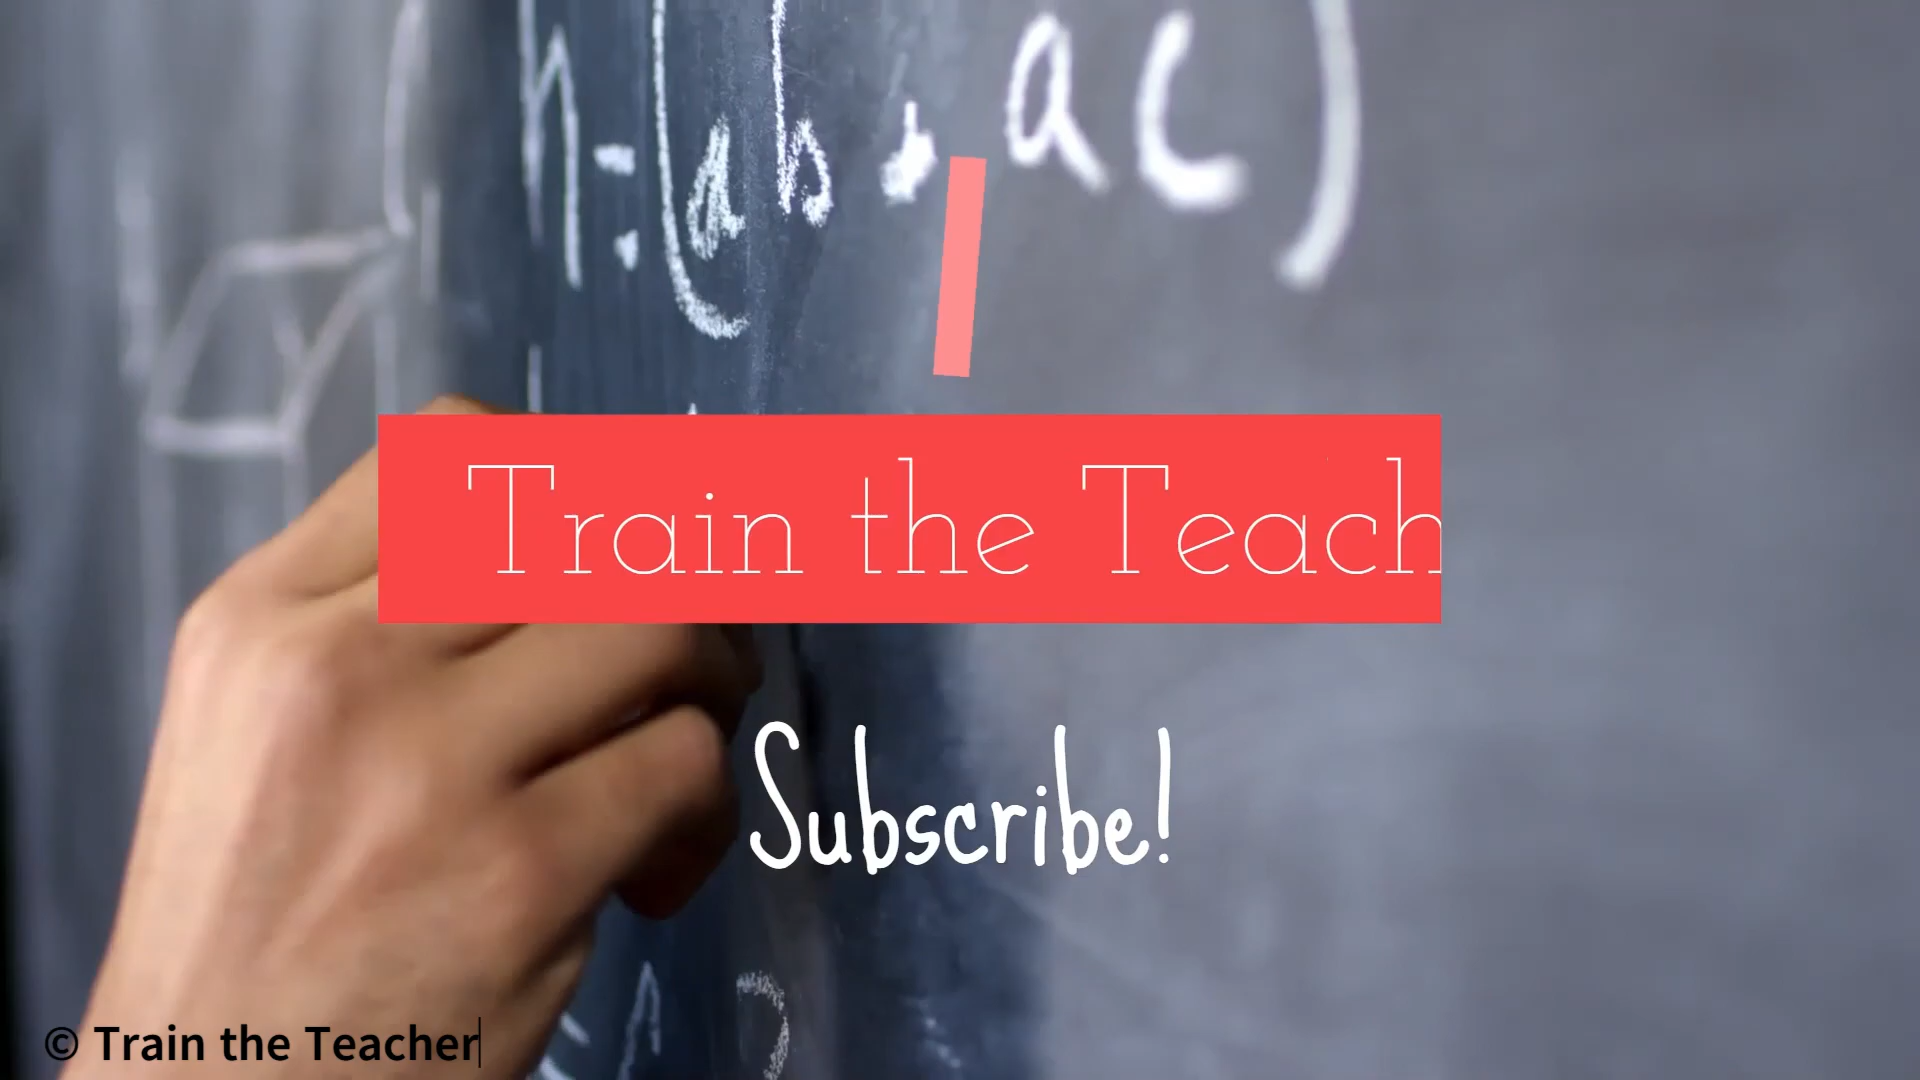 n=(ab+ac)
Train the Teach
Subscribe!
© Train the Teacher